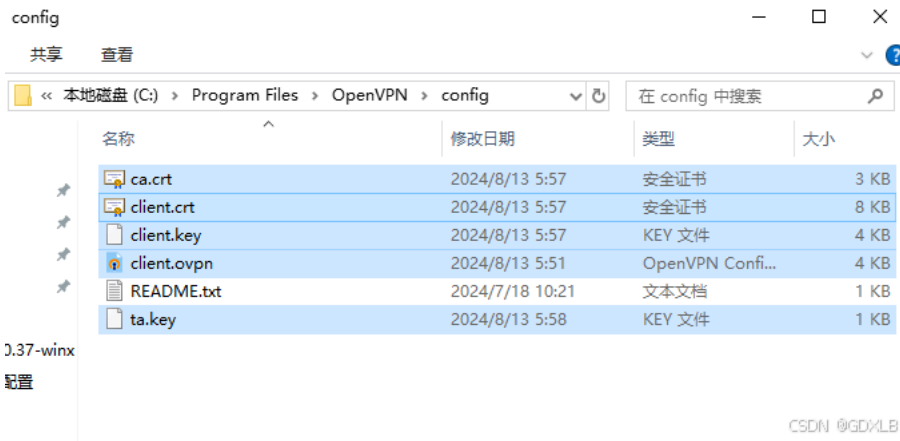 config
共享 查看
« 本地磁盘 (C:) › Program Files › OpenVPN › config 在 config 中搜索
名称 修改日期 类型 大小
ca.crt 2024/8/13 5:57 安全证书 3 KB
client.crt 2024/8/13 5:57 安全证书 8 KB
client.key 2024/8/13 5:57 KEY 文件 4 KB
client.ovpn 2024/8/13 5:51 OpenVPN Confi... 4 KB
README.txt 2024/7/18 10:21 文本文档 1 KB
ta.key 2024/8/13 5:58 KEY 文件 1 KB
0.37-winx
配置
CSDN @GDXLB